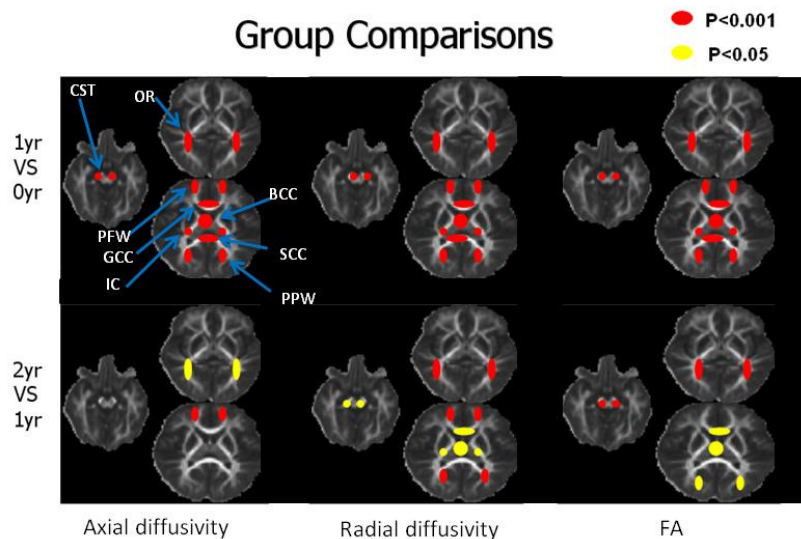 Group Comparisons
P<0.001
P<0.05
1yr
VS
0yr
CST
OR
BCC
PFW
GCC
SCC
IC
PPW
2yr
VS
1yr
Axial diffusivity
Radial diffusivity
FA